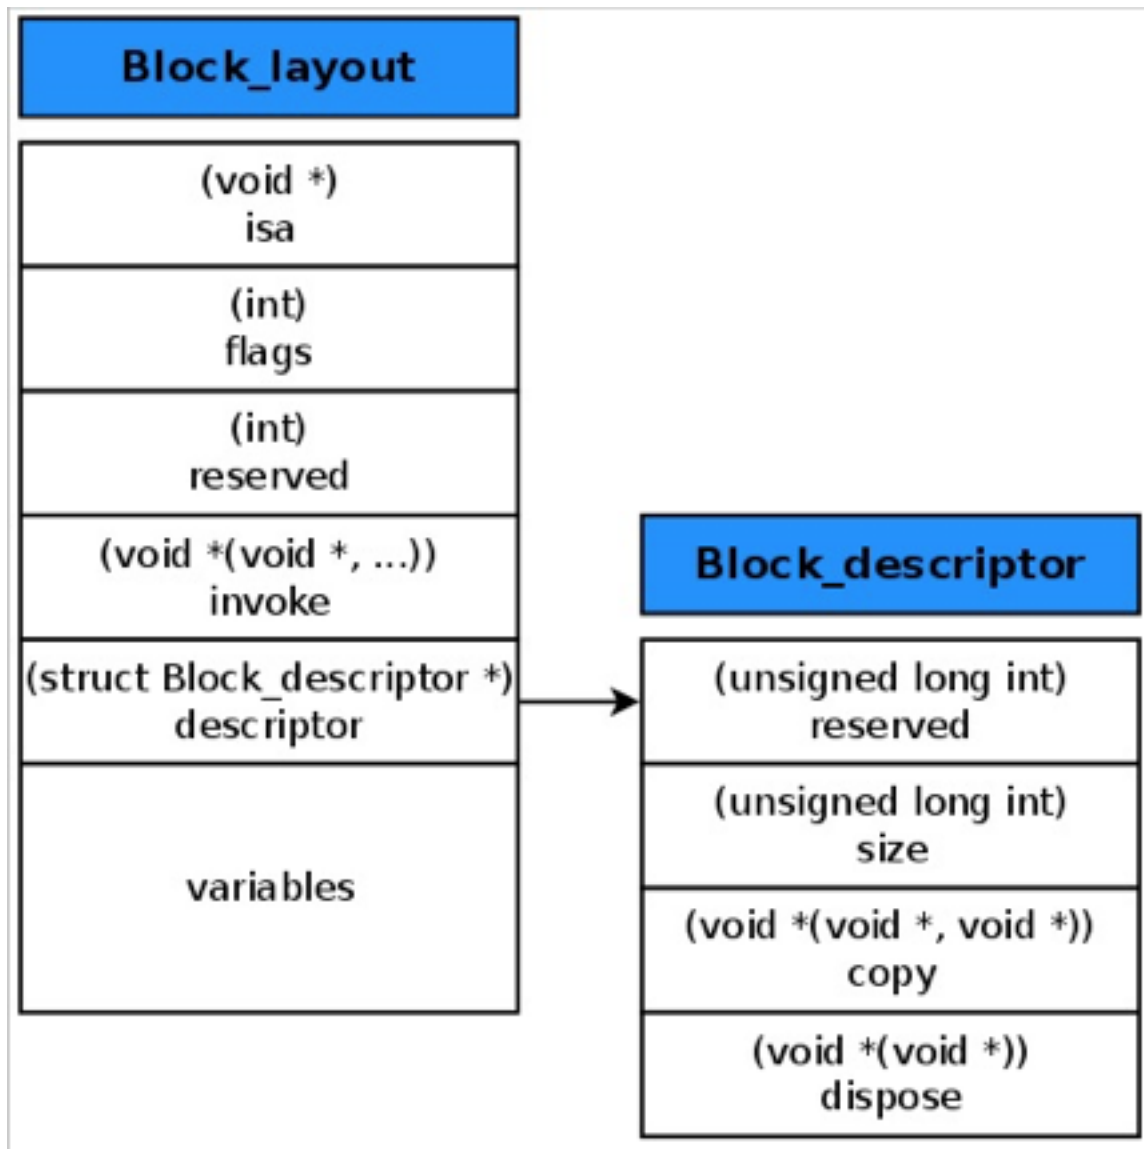 Block_layout
(void *)
isa
(int)
flags
(int)
reserved
(void *(void *, ...))
invoke
(struct Block_descriptor *)
descriptor
variables
Block_descriptor
(unsigned long int)
reserved
(unsigned long int)
size
(void *(void *, void *))
copy
(void *(void *))
dispose